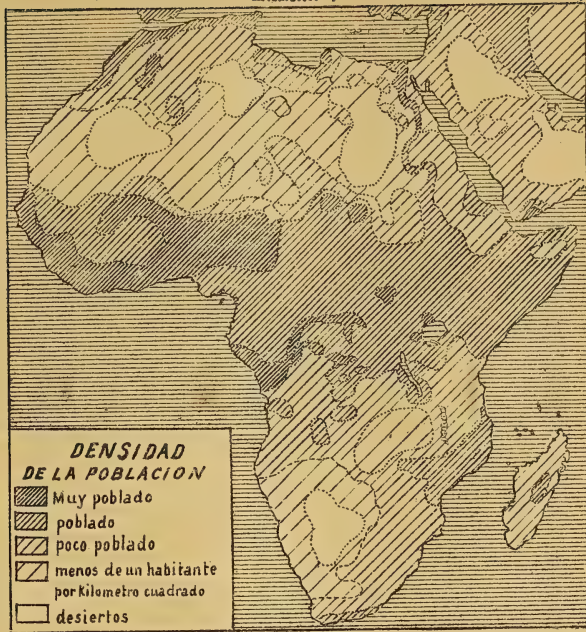 DENSIDAD
DE LA POBLACION
Muy poblado
poblado
poco poblado
menos de un habitante
por Kilometro cuadrado
desiertos